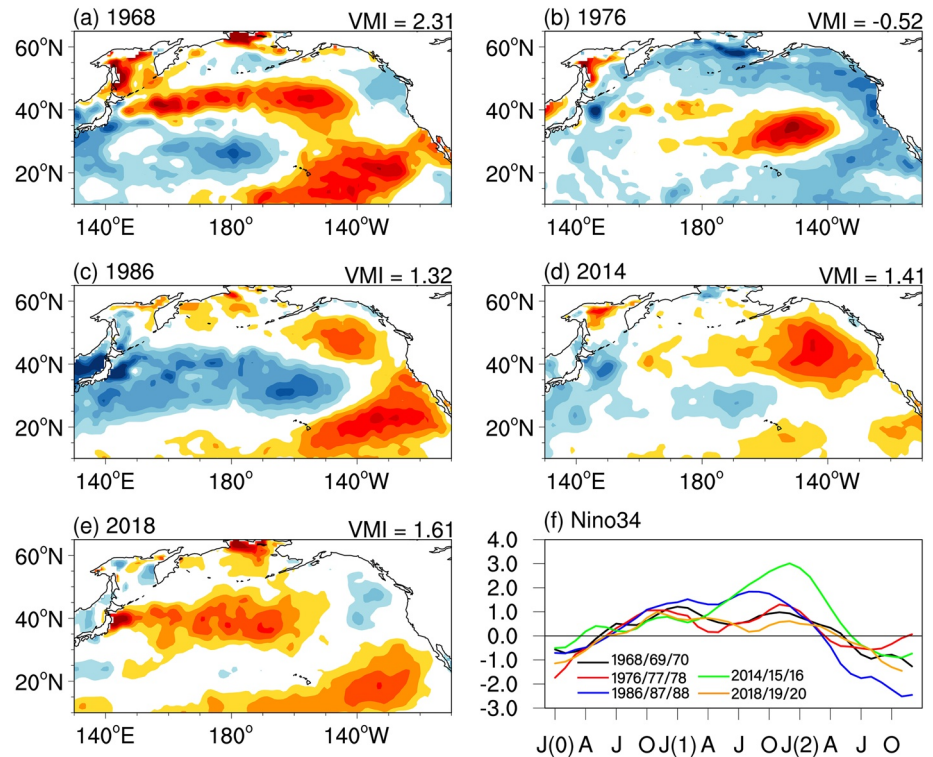 (a) 1968 VMI = 2.31
(b) 1976 VMI = -0.52
60°N 60°N
40°N 40°N
20°N 20°N
140°E 180° 140°W 140°E 180° 140°W
(c) 1986 VMI = 1.32
(d) 2014 VMI = 1.41
60°N 60°N
40°N 40°N
20°N 20°N
140°E 180° 140°W 140°E 180° 140°W
(e) 2018 VMI = 1.61
(f) Nino34
60°N
40°N
20°N
140°E 180° 140°W
4.0
3.0
2.0
1.0
0.0
-1.0
-2.0
-3.0
1968/69/70
1976/77/78
1986/87/88
2014/15/16
2018/19/20
J(0) A J O J(1) A J O J(2) A J O